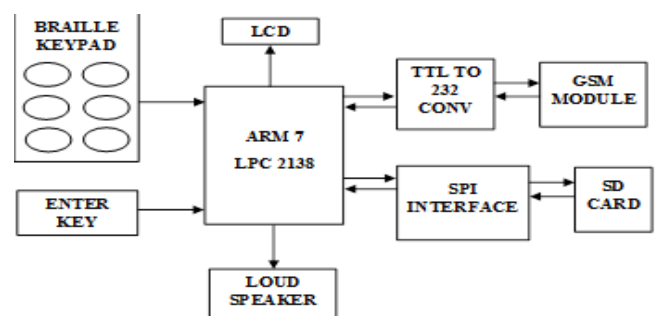 BRAILLE
KEYPAD
LCD
TTL TO
232
CONV
GSM
MODULE
ARM 7
LPC 2138
ENTER
KEY
SPI
INTERFACE
SD
CARD
LOUD
SPEAKER